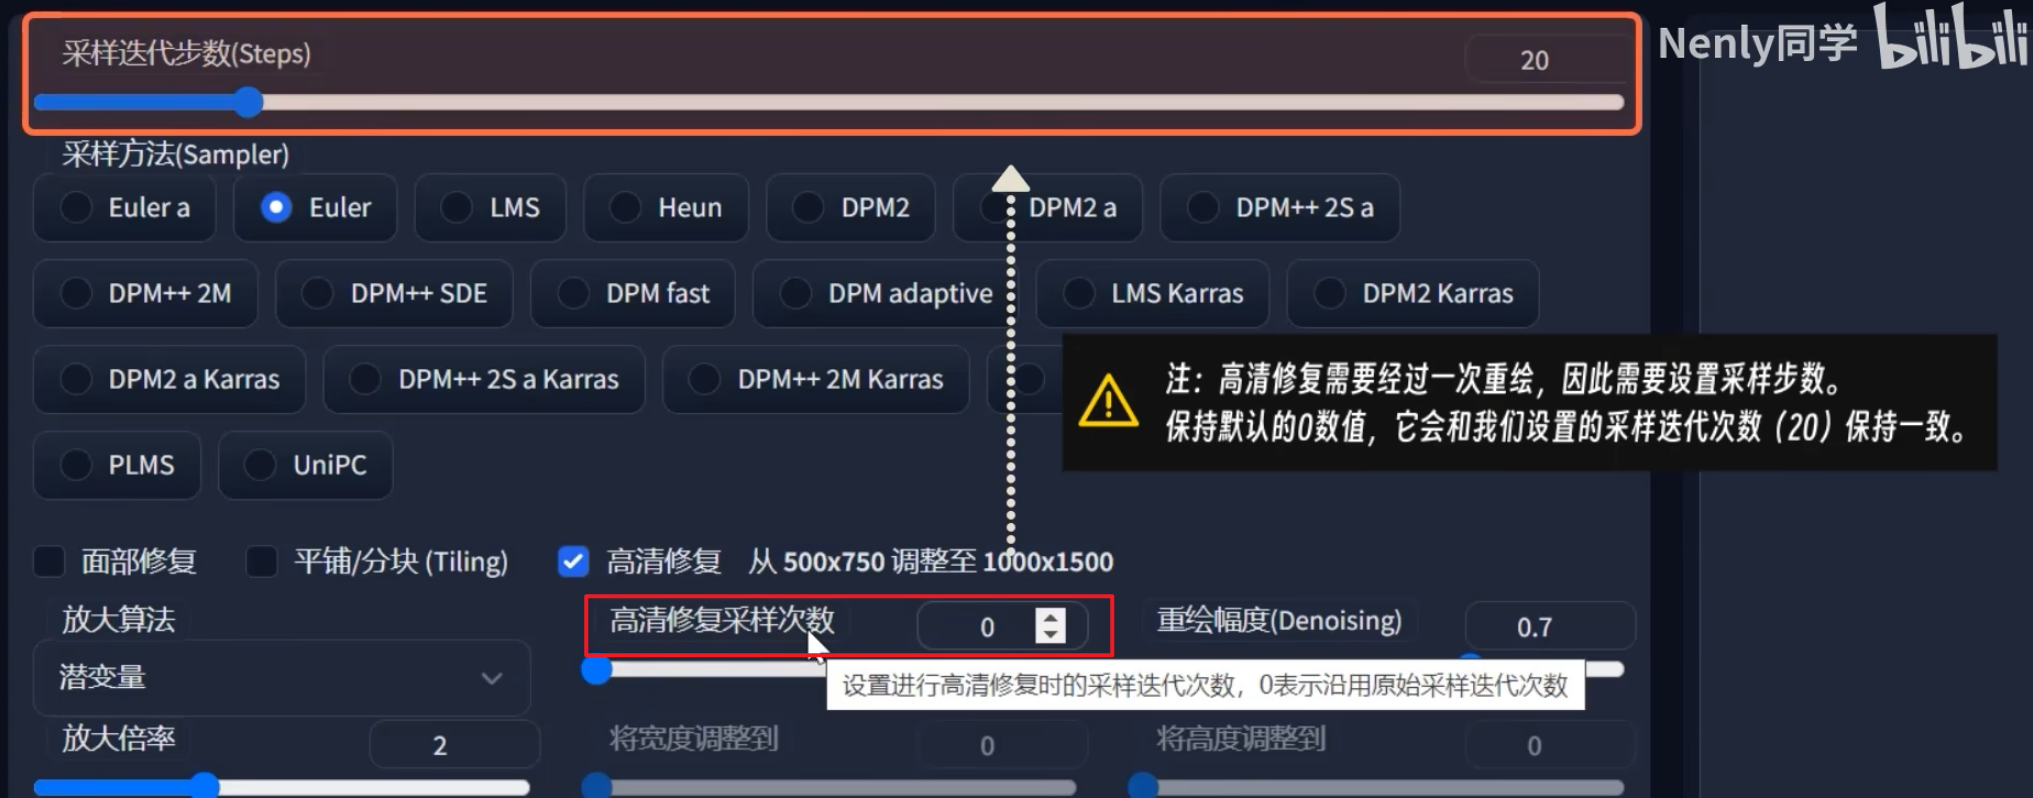 采样迭代步数(Steps)
20
Nenly同学 bilibili
采样方法(Sampler)
Euler a
Euler
LMS
Heun
DPM2
DPM2 a
DPM++ 2S a
DPM++ 2M
DPM++ SDE
DPM fast
DPM adaptive
LMS Karras
DPM2 Karras
DPM2 a Karras
DPM++ 2S a Karras
DPM++ 2M Karras
注：高清修复需要经过一次重绘，因此需要设置采样步数。
保持默认的0数值，它会和我们设置的采样迭代次数（20）保持一致。
PLMS
UniPC
面部修复
平铺/分块 (Tiling)
高清修复
从 500x750 调整至 1000x1500
放大算法
潜变量
高清修复采样次数
0
重绘幅度(Denoising)
0.7
设置进行高清修复时的采样迭代次数，0表示沿用原始采样迭代次数
放大倍率
2
将宽度调整到
0
将高度调整到
0